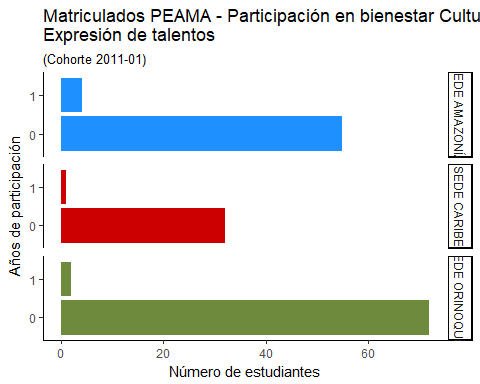 Matriculados PEAMA - Participación en bienestar Cultu
Expresión de talentos
(Cohorte 2011-01)
Años de participación
1
0
EDE AMAZONÍ
1
0
SEDE CARIBE
1
0
EDE ORINOQU
0
20
40
60
Número de estudiantes